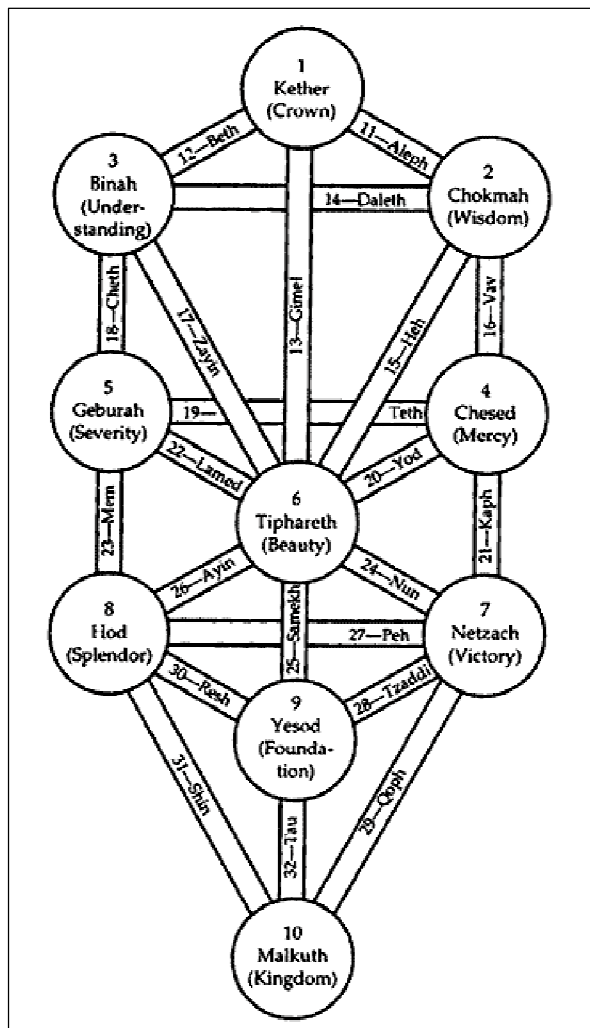 1
Kether
(Crown)
12—Beth
11—Aleph
3
Binah
(Under-
standing)
2
Chokmah
(Wisdom)
14—Daleth
13—Gimel
18—Cheth
17—Zayin
15—Heh
16—Vav
5
Geburah
(Severity)
19—
Teth
4
Chesed
(Mercy)
22—Lamed
20—Yod
6
Tiphareth
(Beauty)
23—Mem
21—Kaph
26—Ayin
24—Nun
25—Samekh
8
Hod
(Splendor)
27—Peh
7
Netzach
(Victory)
30—Resh
28—Tzaddi
9
Yesod
(Founda-
tion)
31—Shin
29—Qoph
32—Tau
10
Malkuth
(Kingdom)